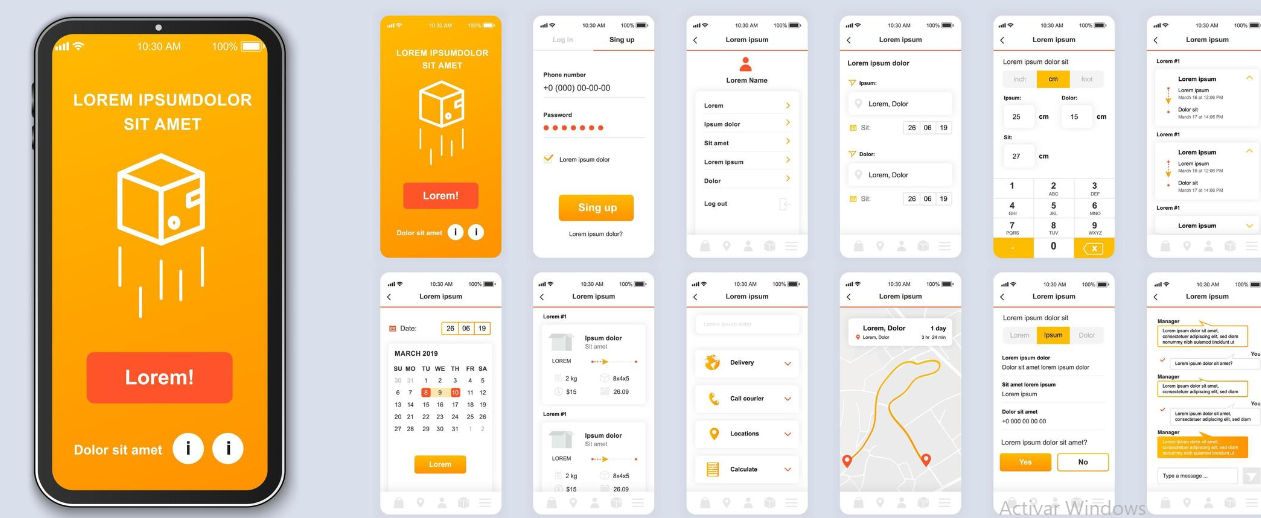 10:30 AM 100%
LOREM IPSUMDOLOR
SIT AMET
Lorem!
Dolor sit amet i i
10:30 AM 100%
LOREM IPSUMDOLOR
SIT AMET
Lorem!
Dolor sit amet i i
10:30 AM 100%
Log in Sing up
Phone number
+0 (000) 00-00-00
Password
Lorem ipsum dolor
Sing up
Lorem ipsum dolor?
10:30 AM 100%
Lorem ipsum
Lorem Name
Lorem
Ipsum dolor
Sit amet
Lorem ipsum
Dolor
Log out
10:30 AM 100%
Lorem ipsum
Lorem ipsum dolor
Ipsum:
Lorem, Dolor
Sit: 26 06 19
Dolor:
Lorem, Dolor
Sit: 26 06 19
10:30 AM 100%
Lorem ipsum
Lorem ipsum dolor sit
inch cm foot
Ipsum: Dolor:
25 cm 15 cm
Sit:
27 cm
1 2 3
ABC DEF
4 5 6
GHI JKL MNO
7 8 9
PQRS TUV WXYZ
. 0 X
10:30 AM 100%
Lorem ipsum
Lorem #1
Lorem ipsum
Lorem ipsum
March 16 at 12:06 PM
Dolor sit
March 17 at 14:06 PM
Lorem #1
Lorem ipsum
Lorem ipsum
March 16 at 12:06 PM
Dolor sit
March 17 at 14:06 PM
Lorem #1
Lorem ipsum
10:30 AM 100%
Lorem ipsum
Date: 26 06 19
MARCH 2019
SU MO TU WE TH FR SA
30 31 1 2 3 4 5
6 7 8 9 10 11 12
13 14 15 16 17 18 19
20 21 22 23 24 25 26
27 28 29 30 31 1 2
Lorem
10:30 AM 100%
Lorem ipsum
Lorem #1
Ipsum dolor
Sit amet
LOREM
2 kg 8x4x5
$15 26.09
Lorem #1
Ipsum dolor
Sit amet
LOREM
2 kg 8x4x5
$15 26.09
10:30 AM 100%
Lorem ipsum
Lorem ipsum dolor
Delivery
Call courier
Locations
Calculate
10:30 AM 100%
Lorem ipsum
Lorem, Dolor 1 day
Lorem, Dolor 3 hr 24 min
10:30 AM 100%
Lorem ipsum
Lorem ipsum dolor sit
Lorem Ipsum Dolor
Lorem ipsum dolor
Dolor sit amet lorem ipsum dolor
Sit amet lorem ipsum
Lorem ipsum
Dolor sit amet
+0 000 00 00 00
Lorem ipsum dolor sit amet?
Yes No
10:30 AM 100%
Lorem ipsum
Manager
Lorem ipsum dolor sit amet,
consectetuer adipiscing elit, sed diam
nonummy nibh euismod tincidunt ut
You
Lorem ipsum dolor sit amet?
Manager
Lorem ipsum dolor sit amet,
consectetuer adipiscing elit, sed diam
You
Lorem ipsum dolor sit amet,
consectetuer adipiscing elit, sed diam
Manager
Lorem ipsum dolor sit amet,
consectetuer adipiscing elit, sed diam
nonummy nibh euismod tincidunt ut
Type a message ...
Activar Windows